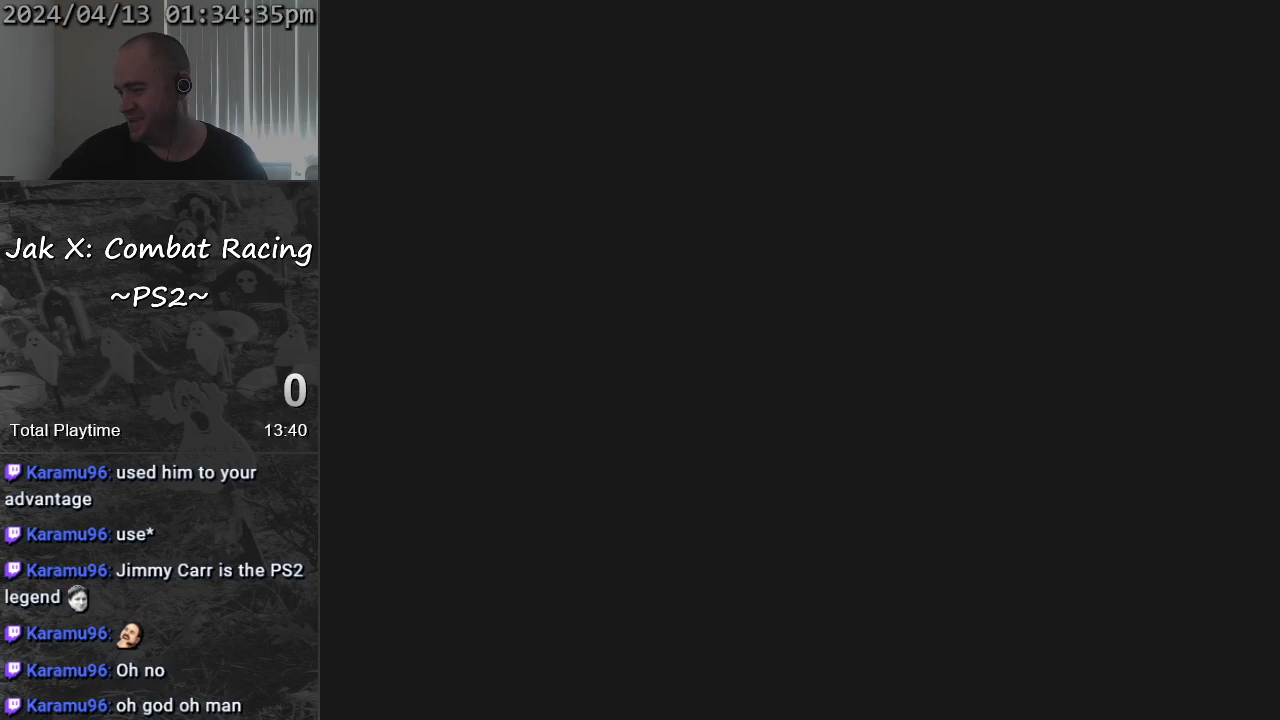 2024/04/13 01:34:35pm
Jak X: Combat Racing
~PS2~
0
Total Playtime 13:40
Karamu96: used him to your
advantage
Karamu96: use*
Karamu96: Jimmy Carr is the PS2
legend
Karamu96:
Karamu96: Oh no
Karamu96: oh god oh man